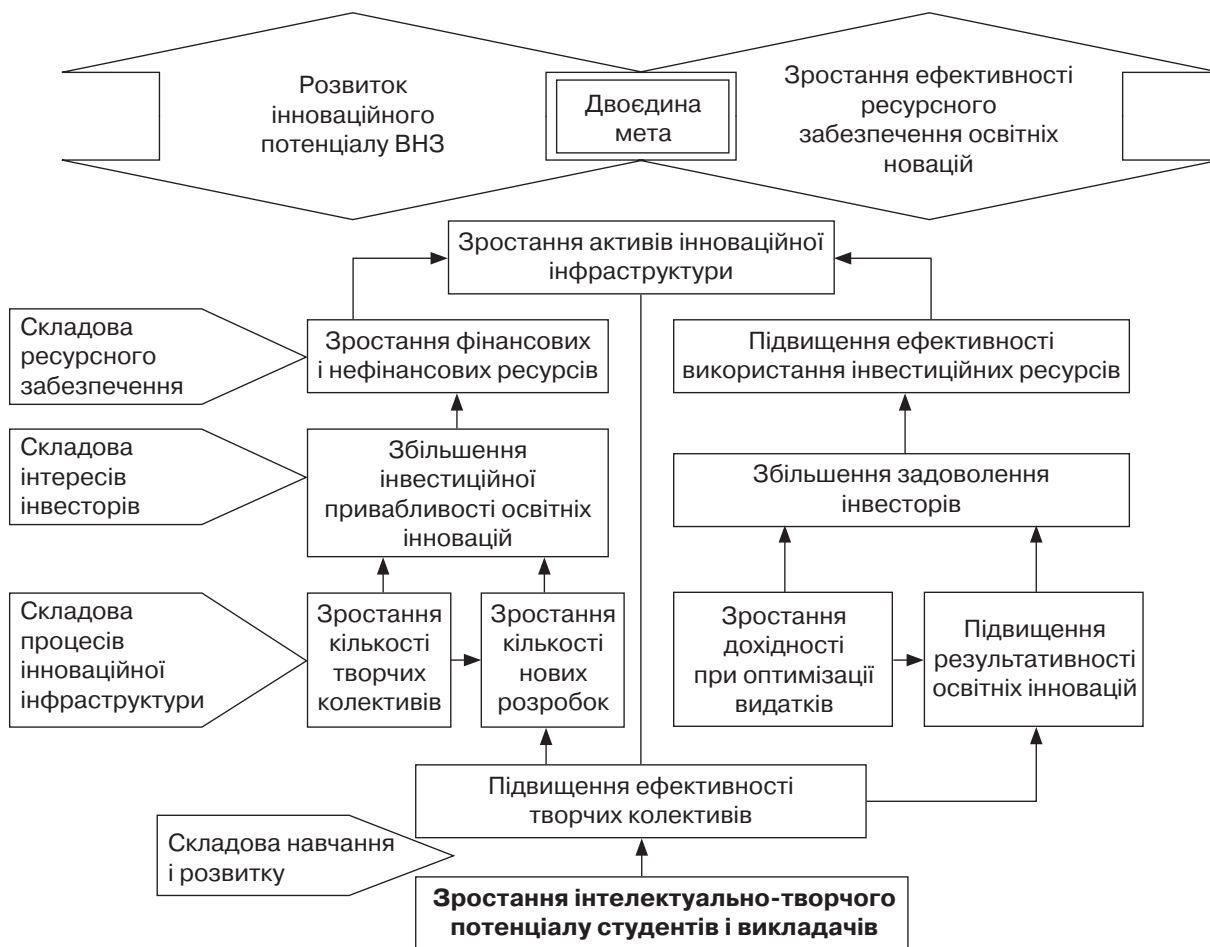 Розвиток
інноваційного
потенціалу ВНЗ
Двоєдина
мета
Зростання ефективності
ресурсного
забезпечення освітніх
новацій
Зростання активів інноваційної
інфраструктури
Складова
ресурсного
забезпечення
Зростання фінансових
і нефінансових ресурсів
Підвищення ефективності
використання інвестиційних ресурсів
Складова
інтересів
інвесторів
Збільшення
інвестиційної
привабливості освітніх
інновацій
Збільшення задоволення
інвесторів
Складова
процесів
інноваційної
інфраструктури
Зростання
кількості
творчих
колективів
Зростання
кількості
нових
розробок
Зростання
дохідності
при оптимізації
видатків
Підвищення
результативності
освітніх інновацій
Підвищення ефективності
творчих колективів
Складова навчання
і розвитку
Зростання інтелектуально-творчого
потенціалу студентів і викладачів